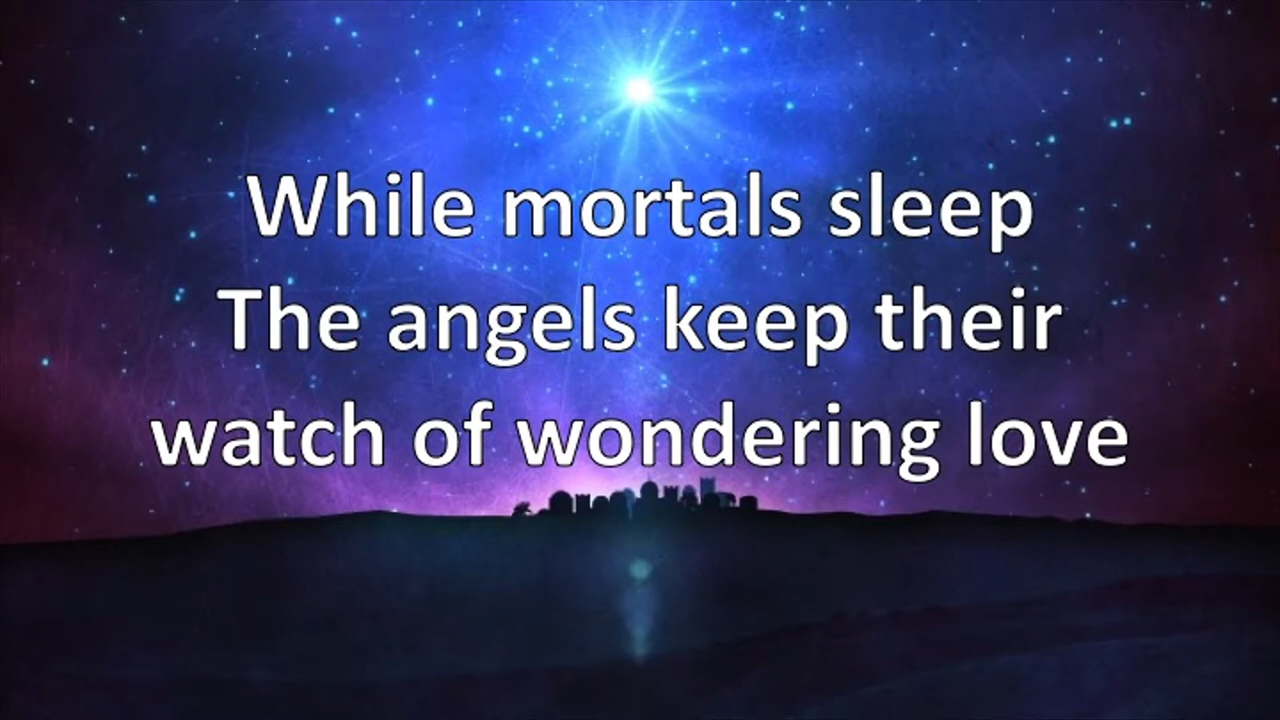 While mortals sleep
The angels keep their
watch of wondering love